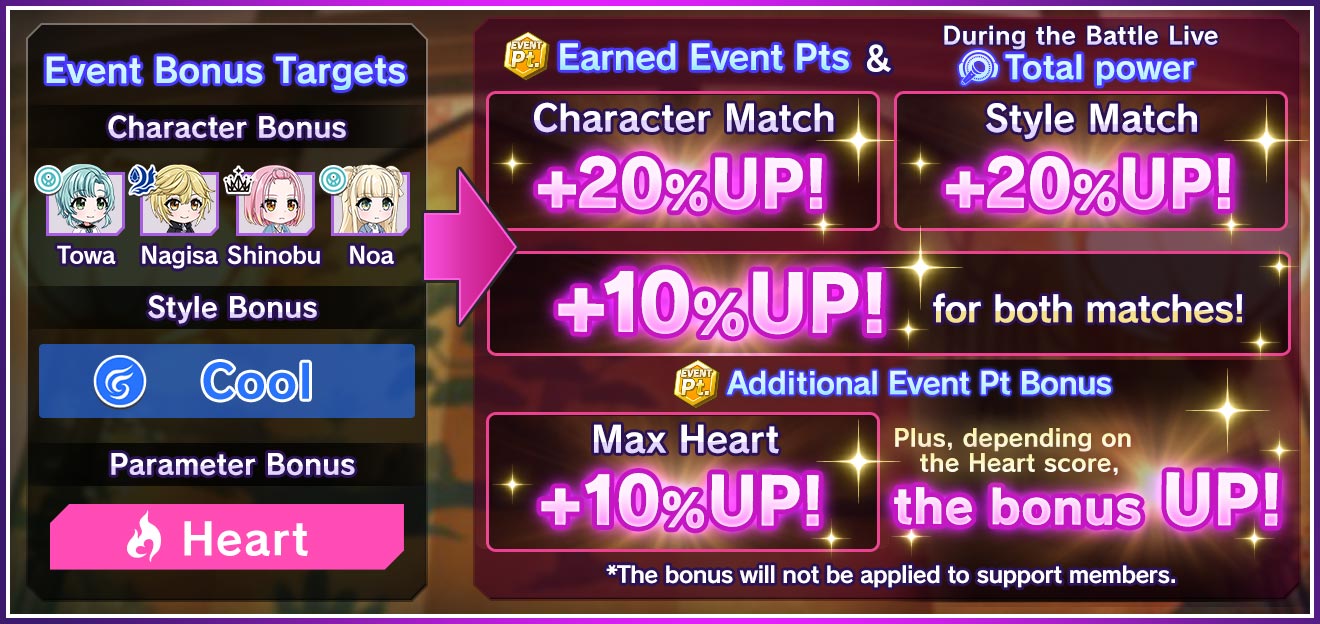 Event Bonus Targets
Character Bonus
Towa
Nagisa
Shinobu
Noa
Style Bonus
Cool
Parameter Bonus
Heart
EVENT
Pt.
Earned Event Pts &
During the Battle Live
Total power
Character Match
+20%UP!
Style Match
+20%UP!
+10%UP!
for both matches!
EVENT
Pt.
Additional Event Pt Bonus
Max Heart
+10%UP!
Plus, depending on
the Heart score,
the bonus UP!
*The bonus will not be applied to support members.